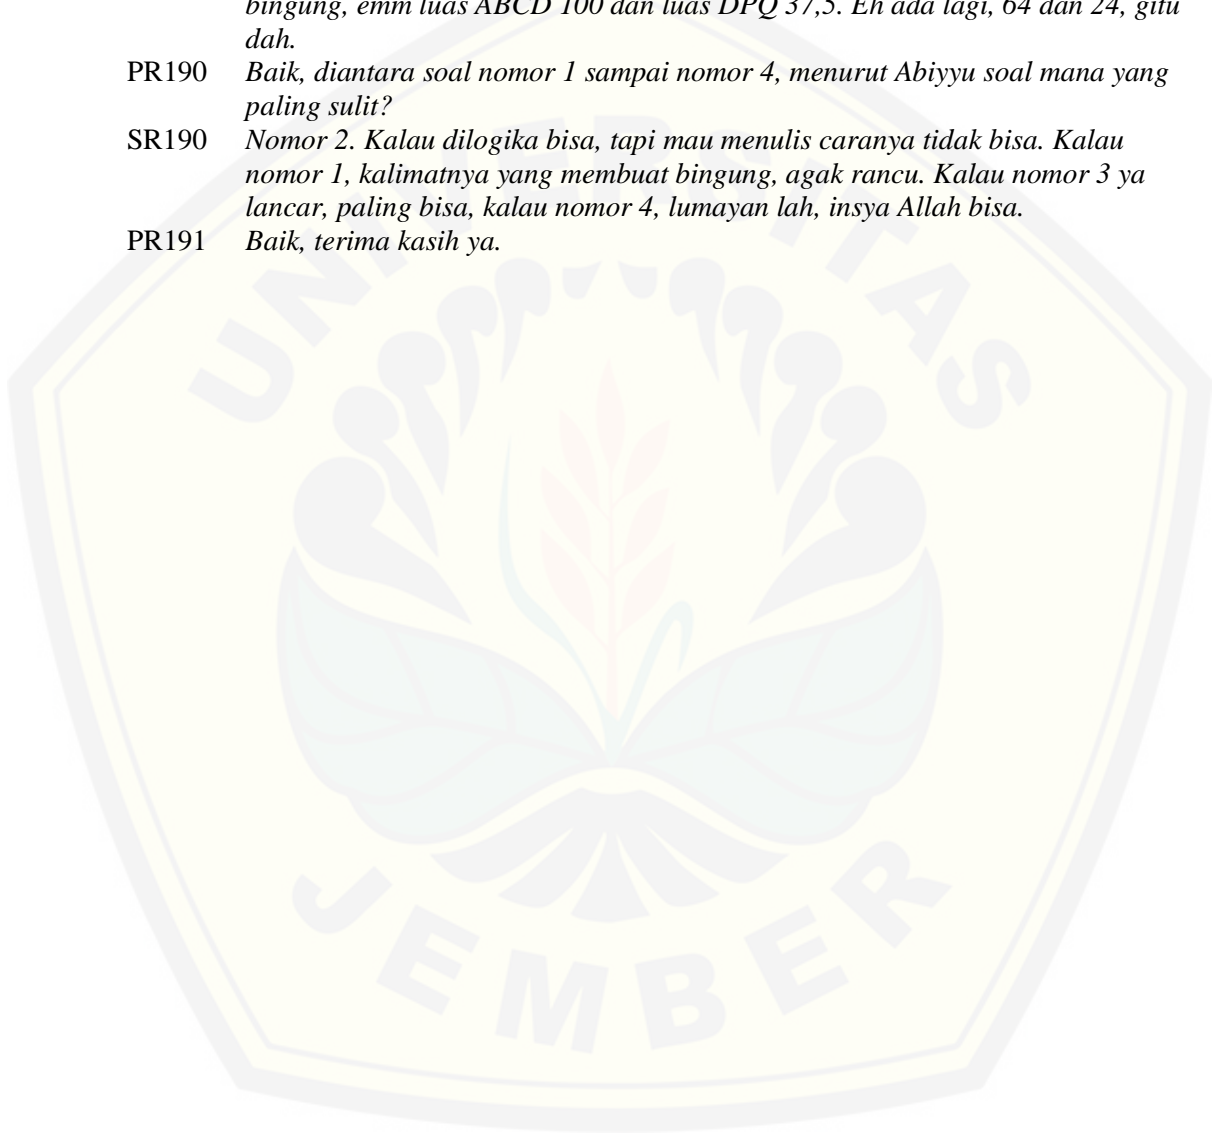 bingung, emm luas ABCD 100 dan luas DPQ 37,5. Eh ada lagi, 64 dan 24, gitu
dah.
PR190 Baik, diantara soal nomor 1 sampai nomor 4, menurut Abiyyu soal mana yang
paling sulit?
SR190 Nomor 2. Kalau dilogika bisa, tapi mau menulis caranya tidak bisa. Kalau
nomor 1, kalimatnya yang membuat bingung, agak rancu. Kalau nomor 3 ya
lancar, paling bisa, kalau nomor 4, lumayan lah, insya Allah bisa.
PR191 Baik, terima kasih ya.
UNIVERSITAS
JEMBER